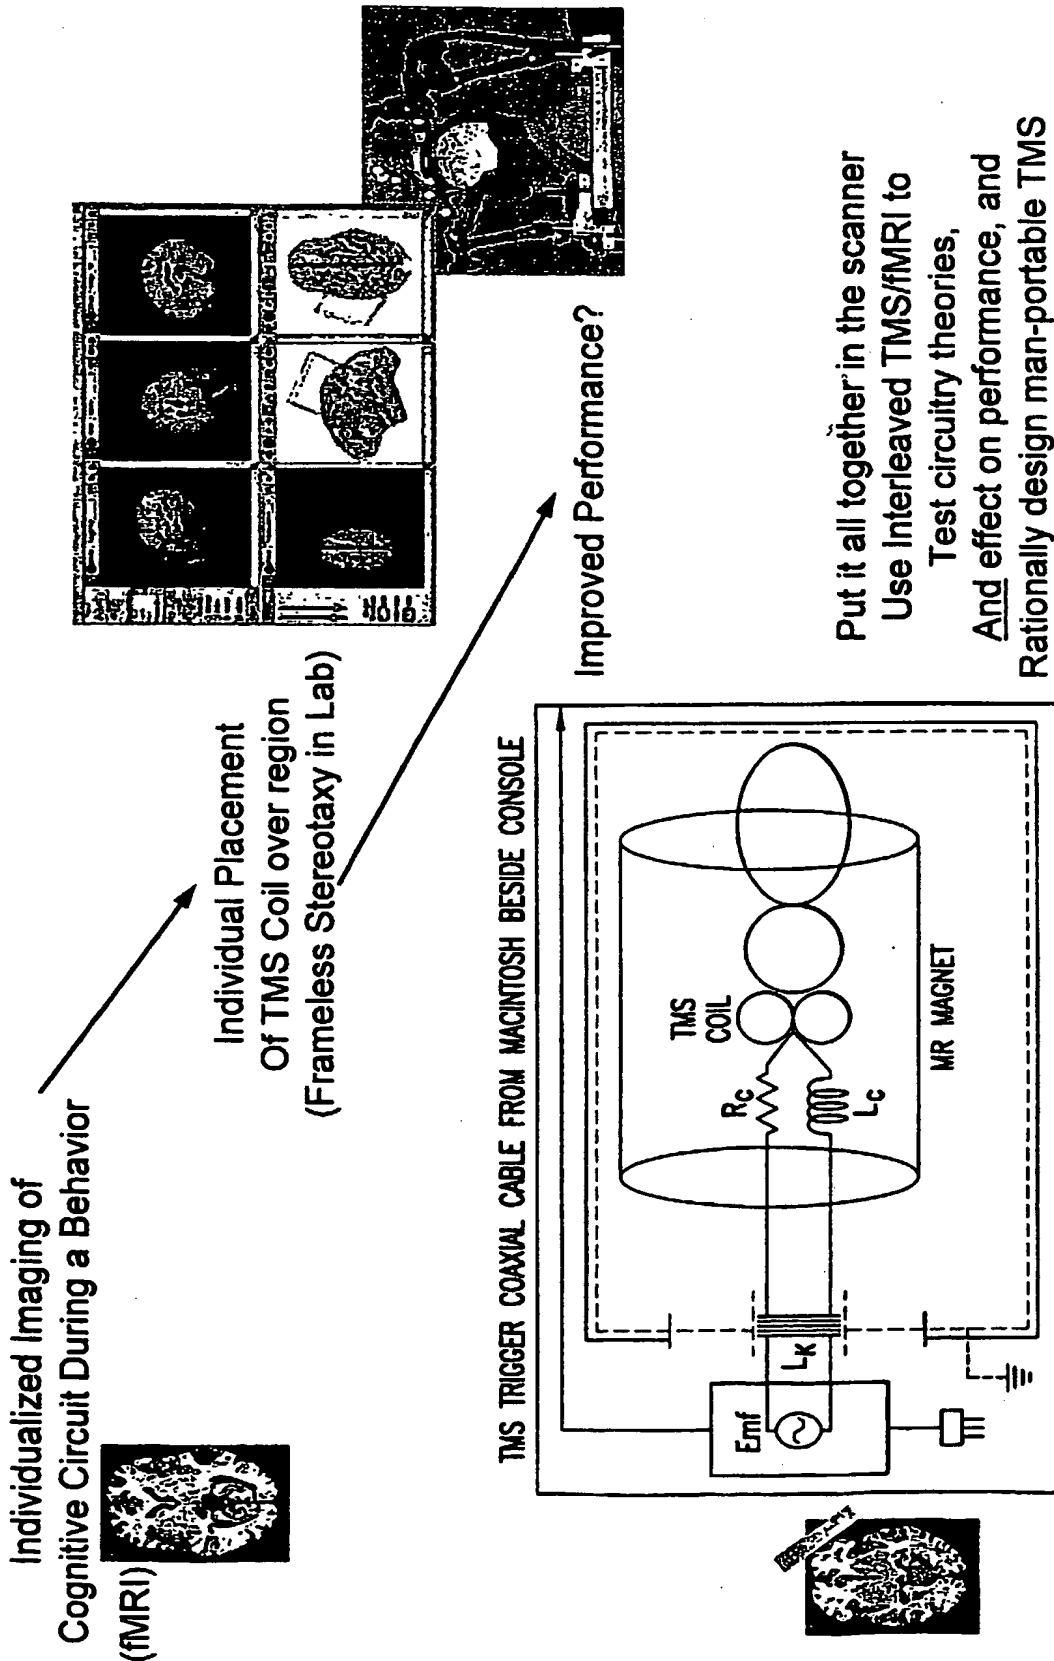 Individualized Imaging of
Cognitive Circuit During a Behavior
(fMRI)
Individual Placement
Of TMS Coil over region
(Frameless Stereotaxy in Lab)
Improved Performance?
TMS TRIGGER COAXIAL CABLE FROM MACINTOSH BESIDE CONSOLE
Emf
LK
RC
LC
TMS
COIL
MR MAGNET
Put it all together in the scanner
Use Interleaved TMS/fMRI to
Test circuitry theories,
And effect on performance, and
Rationally design man-portable TMS